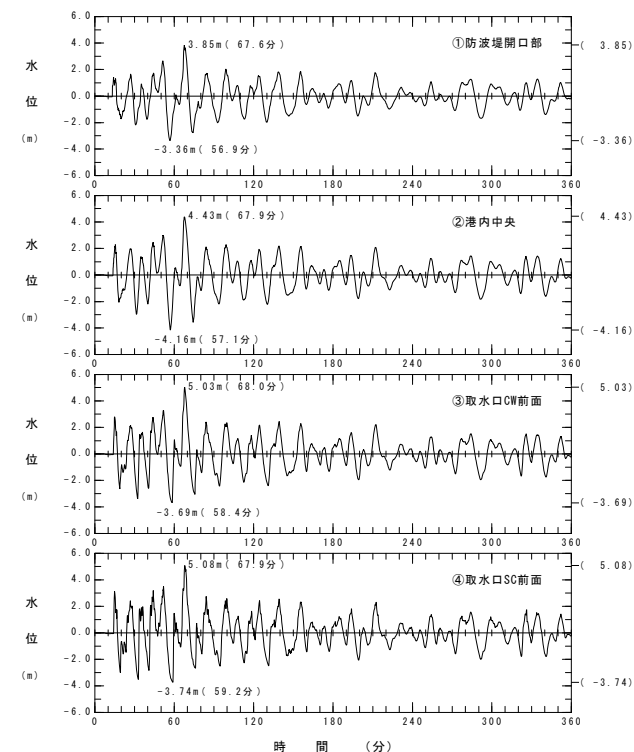 6.0
3.85m( 67.6分)
①防波堤開口部
( 3.85)
4.0
水
2.0
0.0
位
-2.0
(m)
-3.36m( 56.9分)
( -3.36)
-4.0
-6.0
0 60 120 180 240 300 360
6.0
4.43m( 67.9分)
②港内中央
( 4.43)
4.0
水
2.0
0.0
位
-2.0
(m)
-4.16m( 57.1分)
( -4.16)
-4.0
-6.0
0 60 120 180 240 300 360
6.0
5.03m( 68.0分)
③取水口CW前面
( 5.03)
4.0
水
2.0
0.0
位
-2.0
(m)
-3.69m( 58.4分)
( -3.69)
-4.0
-6.0
0 60 120 180 240 300 360
6.0
5.08m( 67.9分)
④取水口SC前面
( 5.08)
4.0
水
2.0
0.0
位
-2.0
(m)
-3.74m( 59.2分)
( -3.74)
-4.0
-6.0
0 60 120 180 240 300 360
時 間 (分)